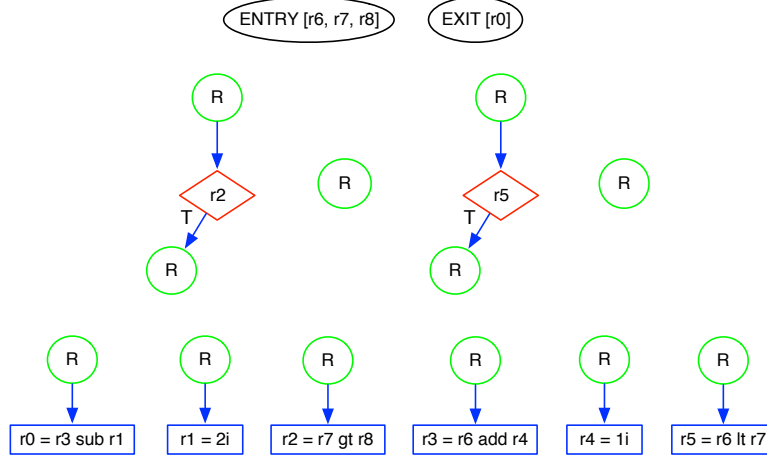 ENTRY [r6, r7, r8] EXIT [r0]
R R
r2 R r5 R
T T
R R
R R R R R R
r0 = r3 sub r1 r1 = 2i r2 = r7 gt r8 r3 = r6 add r4 r4 = 1i r5 = r6 lt r7